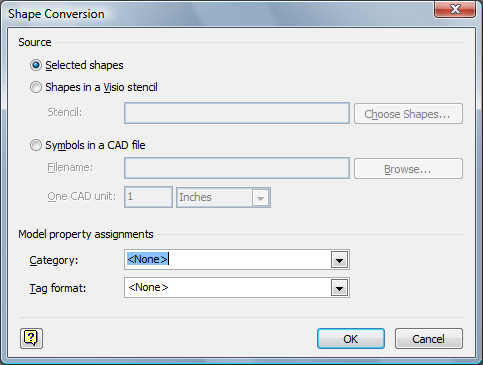 Shape Conversion
Source
Selected shapes
Shapes in a Visio stencil
Stencil: Choose Shapes...
Symbols in a CAD file
Filename: Browse...
One CAD unit: 1 Inches
Model property assignments
Category: <None>
Tag format: <None>
? OK Cancel